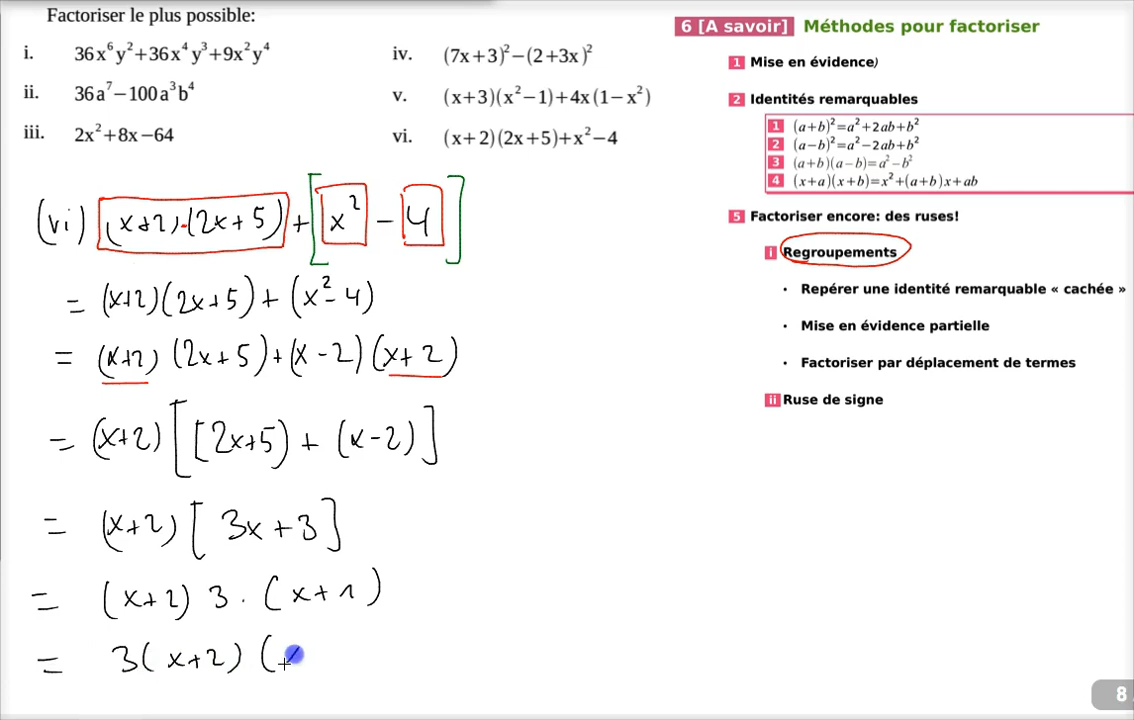 Factoriser le plus possible:
i. 36x⁶y²+36x⁴y³+9x²y⁴
ii. 36a⁷−100a³b⁴
iii. 2x²+8x−64
iv. (7x+3)²−(2+3x)²
v. (x+3)(x²−1)+4x(1−x²)
vi. (x+2)(2x+5)+x²−4
6 [A savoir] Méthodes pour factoriser
1 Mise en évidence)
2 Identités remarquables
1 (a+b)²=a²+2ab+b²
2 (a−b)²=a²−2ab+b²
3 (a+b)(a−b)=a²−b²
4 (x+a)(x+b)=x²+(a+b)x+ab
5 Factoriser encore: des ruses!
i Regroupements
· Repérer une identité remarquable « cachée »
· Mise en évidence partielle
· Factoriser par déplacement de termes
ii Ruse de signe
(vi) (x+2)·(2x+5)+[x²−4]
= (x+2)(2x+5)+(x²−4)
= (x+2)(2x+5)+(x−2)(x+2)
= (x+2)[[2x+5)+(x−2)]
= (x+2)[3x+3]
= (x+2)3·(x+1)
= 3(x+2)(
8